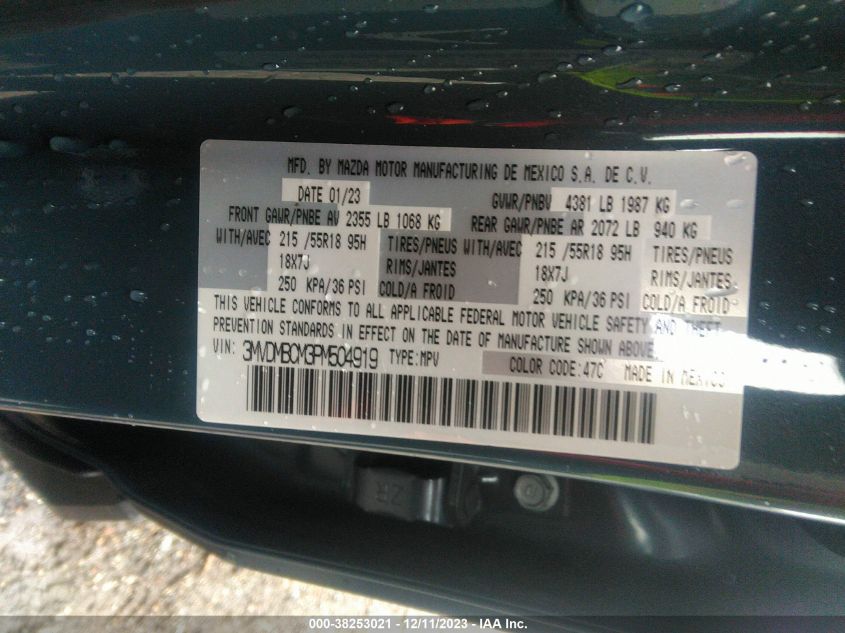 MFD. BY MAZDA MOTOR MANUFACTURING DE MEXICO S.A. DE C.V.
DATE 01/23 GVWR/PNBV 4381 LB 1987 KG
FRONT GAWR/PNBE AV 2355 LB 1068 KG REAR GAWR/PNBE AR 2072 LB 940 KG
WITH/AVEC 215 /55R18 95H TIRES/PNEUS WITH/AVEC 215 /55R18 95H TIRES/PNEUS
18X7J RIMS/JANTES 18X7J RIMS/JANTES
250 KPA/36 PSI COLD/A FROID 250 KPA/36 PSI COLD/A FROID
THIS VEHICLE CONFORMS TO ALL APPLICABLE FEDERAL MOTOR VEHICLE SAFETY AND THEFT
PREVENTION STANDARDS IN EFFECT ON THE DATE OF MANUFACTURE SHOWN ABOVE.
VIN: 3MVDMBCM3PM504919 TYPE:MPV COLOR CODE:47C MADE IN MEXICO
ZR
000-38253021 - 12/11/2023 - IAA Inc.